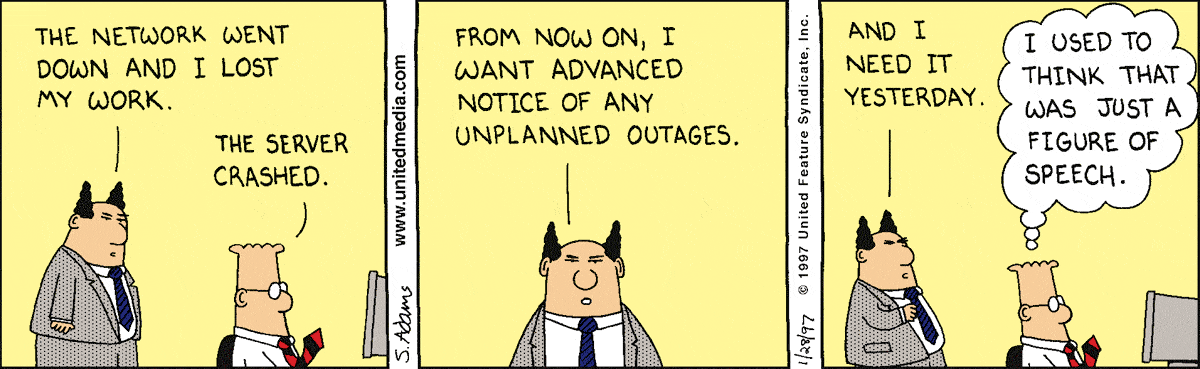 THE NETWORK WENT
DOWN AND I LOST
MY WORK.
THE SERVER
CRASHED.
S. Adams
www.unitedmedia.com
FROM NOW ON, I
WANT ADVANCED
NOTICE OF ANY
UNPLANNED OUTAGES.
1/28/97 © 1997 United Feature Syndicate, Inc.
AND I
NEED IT
YESTERDAY.
I USED TO
THINK THAT
WAS JUST A
FIGURE OF
SPEECH.